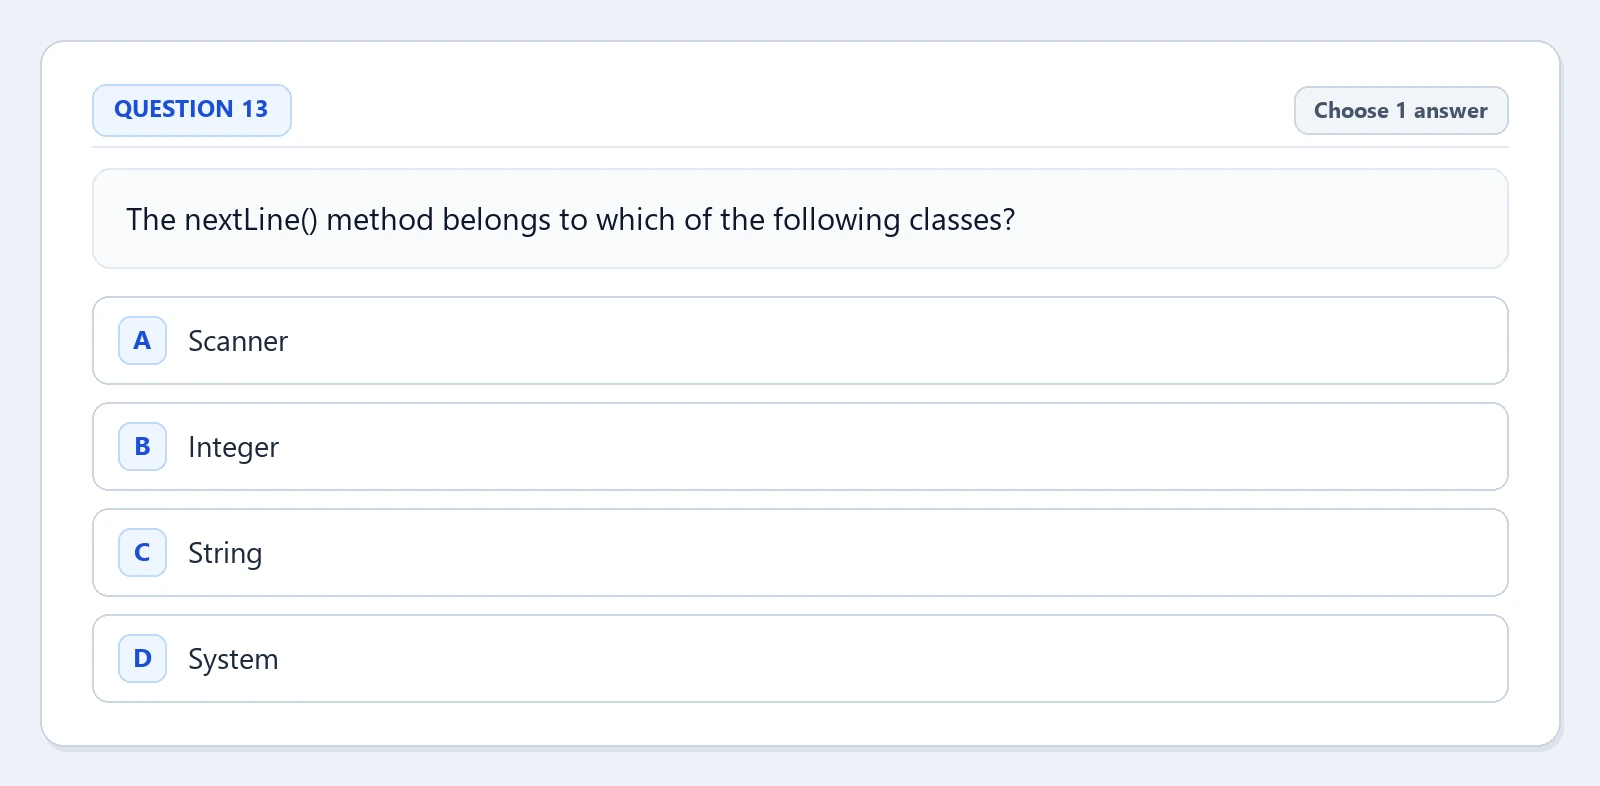 QUESTION 13
Choose 1 answer
The nextLine() method belongs to which of the following classes?
A Scanner
B Integer
C String
D System